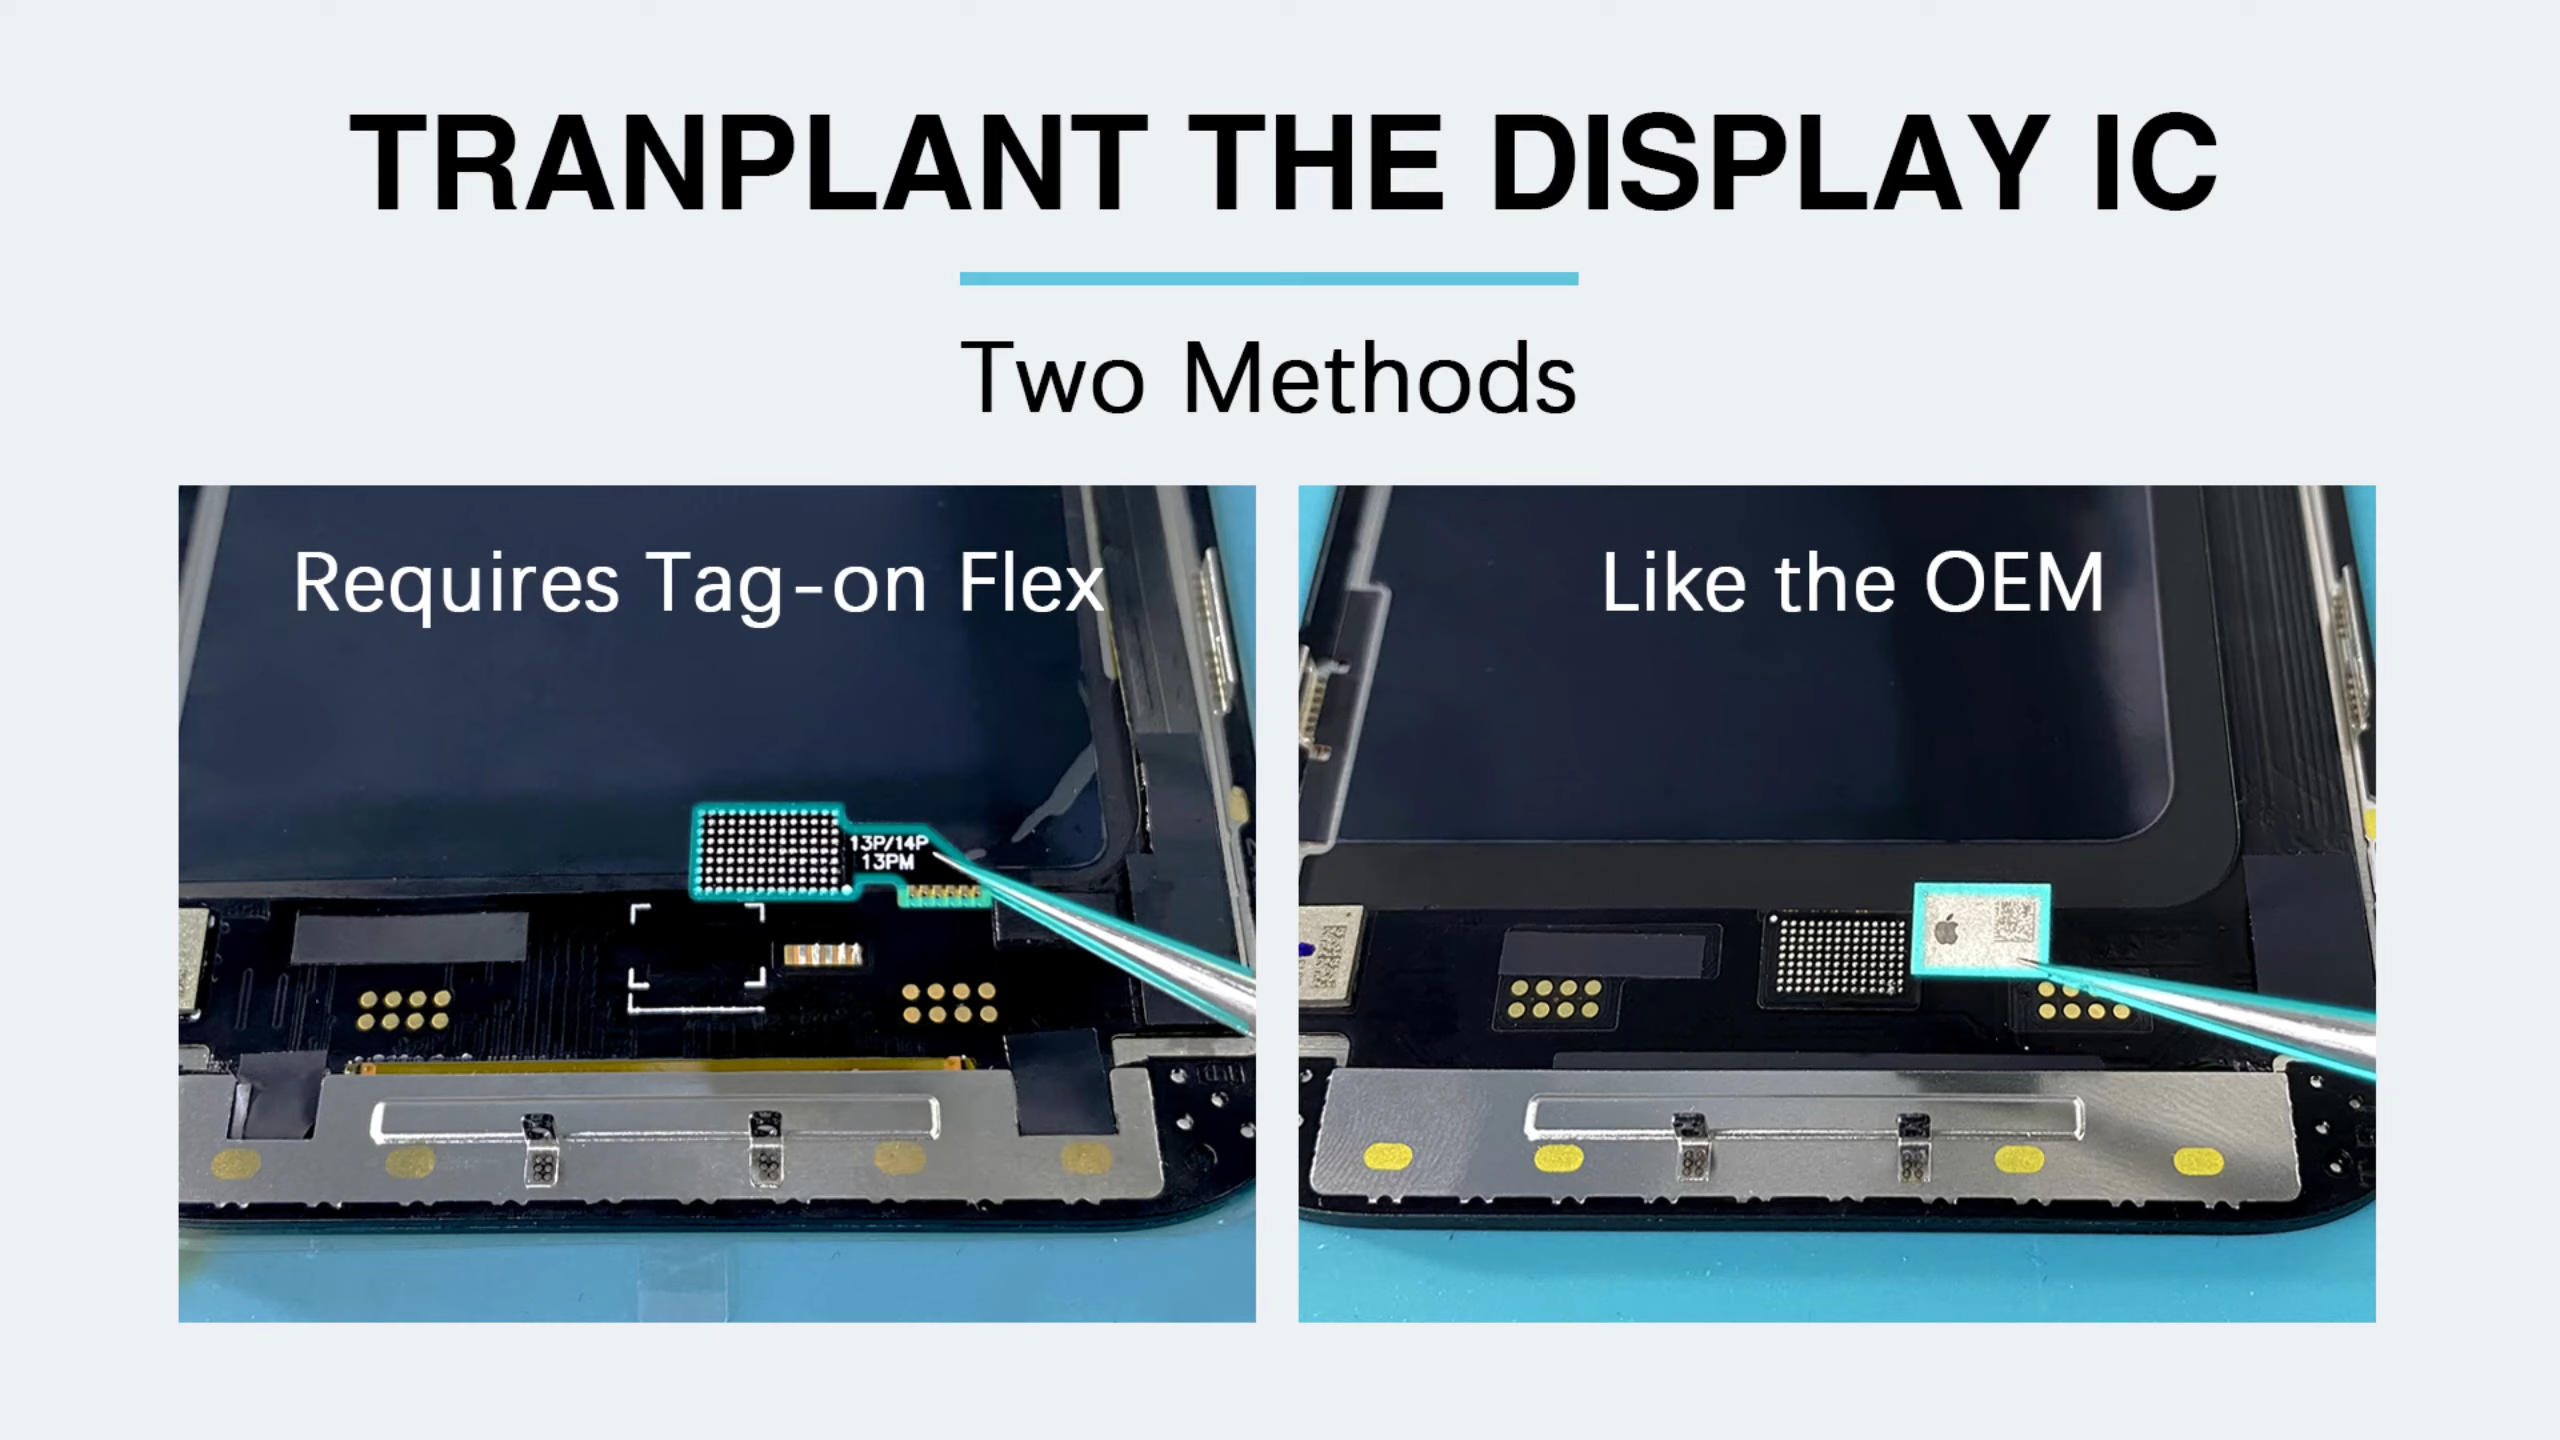 TRANPLANT THE DISPLAY IC
Two Methods
Requires Tag-on Flex
Like the OEM
13P/14P
13PM